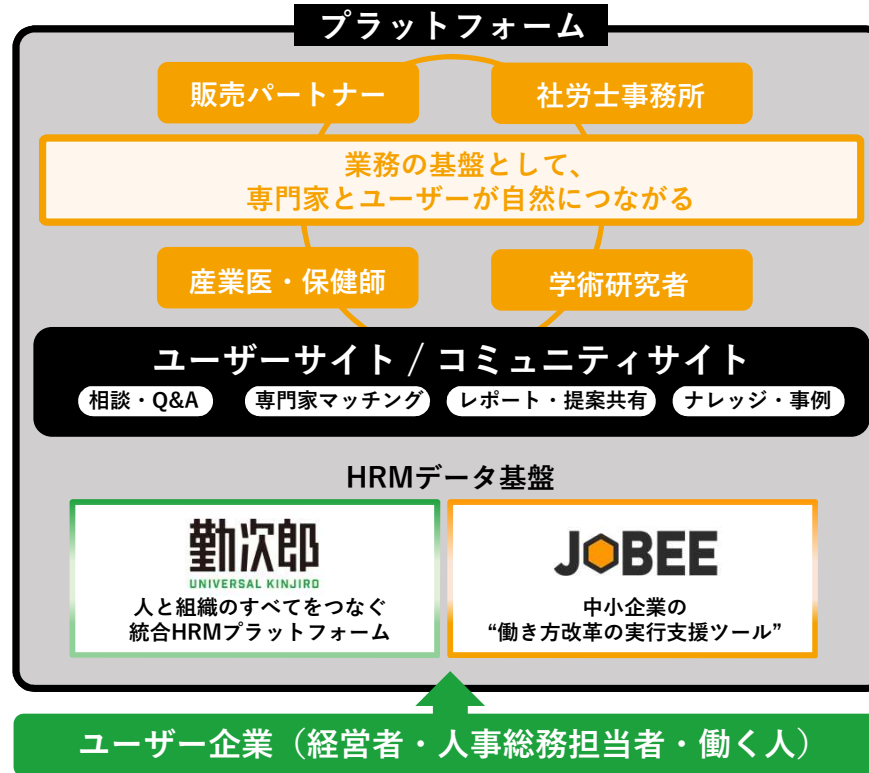 プラットフォーム
販売パートナー
社労士事務所
業務の基盤として、
専門家とユーザーが自然につながる
産業医・保健師
学術研究者
ユーザーサイト / コミュニティサイト
相談・Q&A
専門家マッチング
レポート・提案共有
ナレッジ・事例
HRMデータ基盤
勤次郎
UNIVERSAL KINJIRO
人と組織のすべてをつなぐ
統合HRMプラットフォーム
JOBEE
中小企業の
“働き方改革の実行支援ツール”
ユーザー企業（経営者・人事総務担当者・働く人）